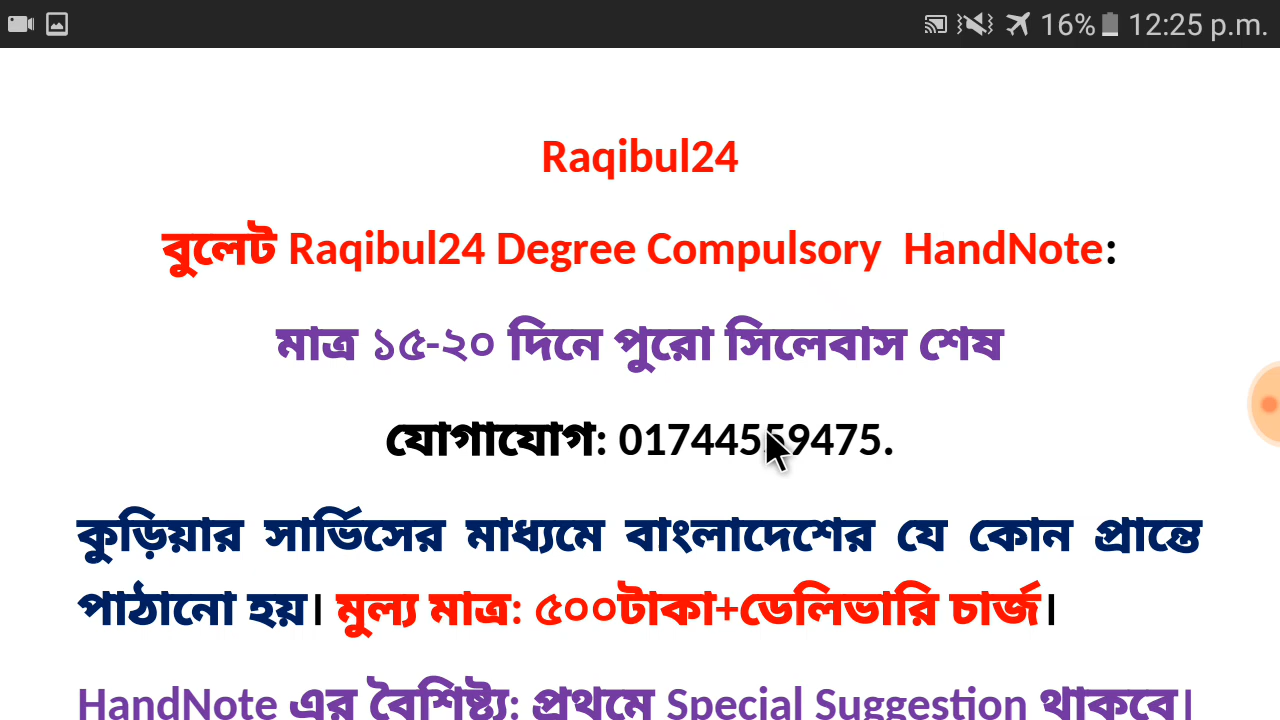 16% 12:25 p.m.
Raqibul24
বুলেট Raqibul24 Degree Compulsory HandNote:
মাত্র ১৫-২০ দিনে পুরো সিলেবাস শেষ
যোগাযোগ: 01744559475.
কুড়িয়ার সার্ভিসের মাধ্যমে বাংলাদেশের যে কোন প্রান্তে
পাঠানো হয়। মুল্য মাত্র: ৫০০টাকা+ডেলিভারি চার্জ।
HandNote এর বৈশিষ্ট্য: প্রথমে Special Suggestion থাকবে।